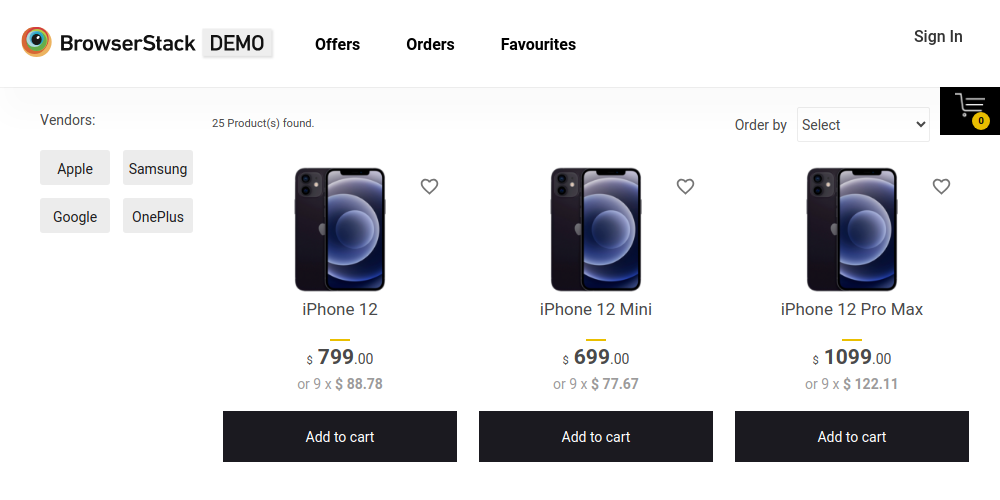 BrowserStack DEMO Offers Orders Favourites Sign In
0
Vendors: 25 Product(s) found. Order by Select
Apple Samsung
Google OnePlus
iPhone 12 iPhone 12 Mini iPhone 12 Pro Max
$ 799.00 $ 699.00 $ 1099.00
or 9 x $ 88.78 or 9 x $ 77.67 or 9 x $ 122.11
Add to cart Add to cart Add to cart